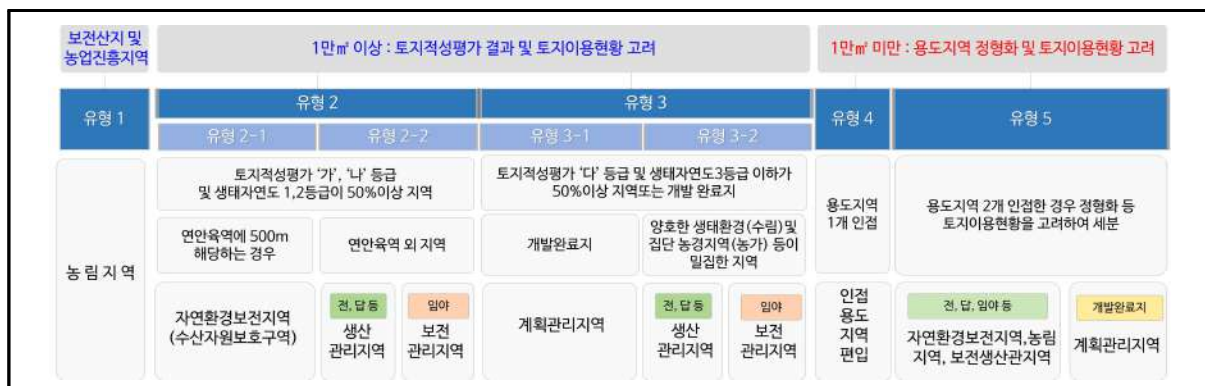 보전산지 및
농업진흥지역
1만㎡ 이상 : 토지적성평가 결과 및 토지이용현황 고려
1만㎡ 미만 : 용도지역 정형화 및 토지이용현황 고려
유형 1
유형 2
유형 3
유형 4
유형 5
유형 2-1
유형 2-2
유형 3-1
유형 3-2
농림지역
토지적성평가 '가', '나' 등급
및 생태자연도 1,2등급이 50%이상 지역
토지적성평가 '다' 등급 및 생태자연도3등급 이하가
50%이상 지역또는 개발 완료지
용도지역
1개 인접
용도지역 2개 인접한 경우 정형화 등
토지이용현황을 고려하여 세분
연안육역에 500m
해당하는 경우
연안육역 외 지역
개발완료지
양호한 생태환경(수림)및
집단 농경지역(농가) 등이
밀집한 지역
자연환경보전지역
(수산자원보호구역)
전, 답 등
생산
관리지역
임야
보전
관리지역
계획관리지역
전, 답 등
생산
관리지역
임야
보전
관리지역
인접
용도
지역
편입
전, 답, 임야 등
자연환경보전지역,농림
지역, 보전생산관지역
개발완료지
계획관리지역